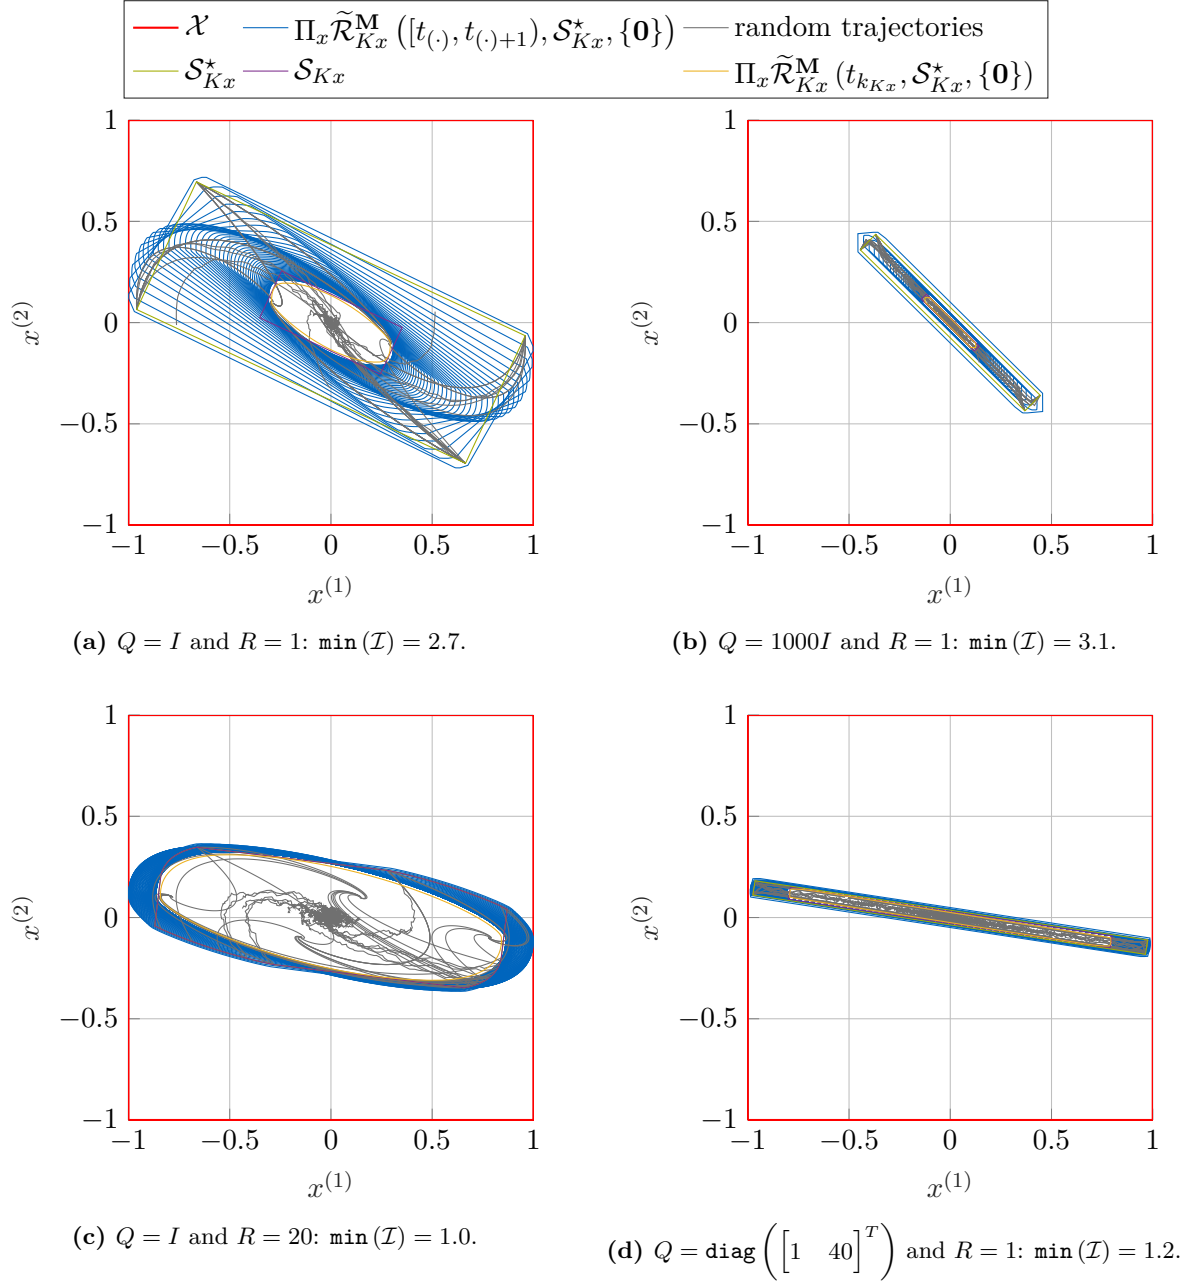 𝒳 Π_x ℛ̃^𝐌_{Kx} ([t_{(·)}, t_{(·)+1}), 𝒮^⋆_{Kx}, {𝟎}) random trajectories
𝒮^⋆_{Kx} 𝒮_{Kx} Π_x ℛ̃^𝐌_{Kx} (t_{k_{Kx}}, 𝒮^⋆_{Kx}, {𝟎})
1
0.5
0
−0.5
−1
x^{(2)}
−1 −0.5 0 0.5 1
x^{(1)}
(a) Q = I and R = 1: min (ℐ) = 2.7.
1
0.5
0
−0.5
−1
x^{(2)}
−1 −0.5 0 0.5 1
x^{(1)}
(b) Q = 1000I and R = 1: min (ℐ) = 3.1.
1
0.5
0
−0.5
−1
x^{(2)}
−1 −0.5 0 0.5 1
x^{(1)}
(c) Q = I and R = 20: min (ℐ) = 1.0.
1
0.5
0
−0.5
−1
x^{(2)}
−1 −0.5 0 0.5 1
x^{(1)}
(d) Q = diag ([1 40]^T) and R = 1: min (ℐ) = 1.2.